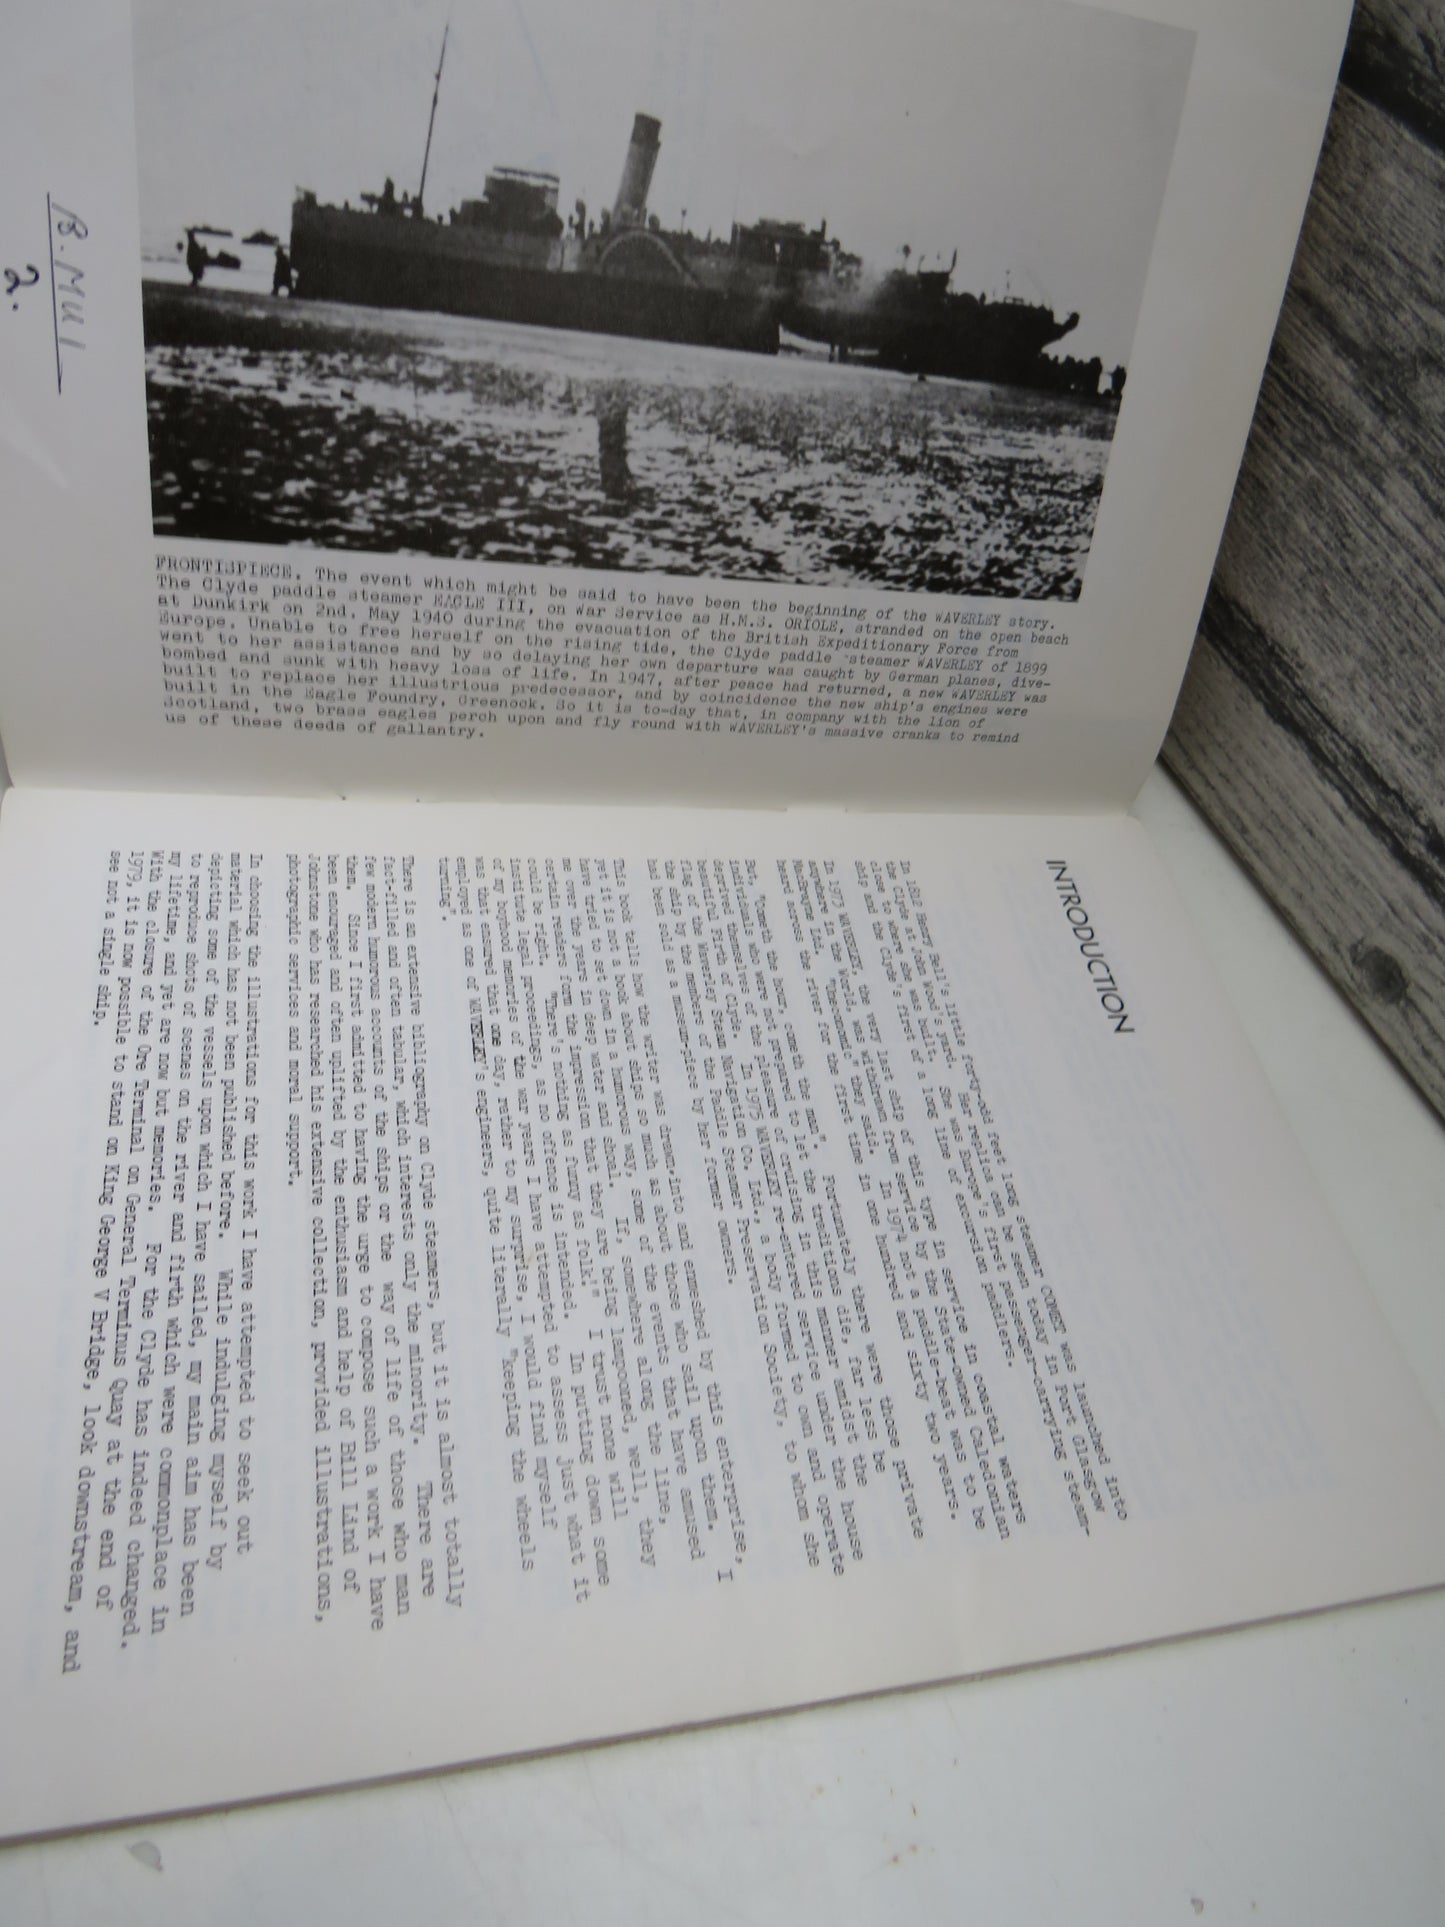 B. MU
2.
FRONTISPIECE. The event which might be said to have been the beginning of the WAVERLEY story.
The Clyde paddle steamer EAGLE III, on War Service as H.M.S. ORIOLE, stranded on the open beach
at Dunkirk on 2nd. May 1940 during the evacuation of the British Expeditionary Force from
Europe. Unable to free herself on the rising tide, the Clyde paddle steamer WAVERLEY of 1899
went to her assistance and by so delaying her own departure was caught by German planes, dive-
bombed and sunk with heavy loss of life. In 1947, after peace had returned, a new WAVERLEY was
built to replace her illustrious predecessor, and by coincidence the new ship's engines were
built in the Eagle Foundry, Greenock. So it is to-day that, in company with the lion of
Scotland, two brass eagles perch upon and fly round with WAVERLEY's massive cranks to remind
us of these deeds of gallantry.
INTRODUCTION
In 1812 Henry Bell's little forty-odd feet long steamer COMET was launched into
the Clyde at John Wood's yard. Her replica can be seen today in Port Glasgow
close to where she was built. She was Europe's first passenger-carrying steam-
ship and the Clyde's first of a long line of excursion paddlers.
In 1973 WAVERLEY, the very last ship of this type in service in coastal waters
anywhere in the World, was withdrawn from service by the State-owned Caledonian
MacBrayne Ltd. "Uneconomic" they said. In 1974 not a paddle-beat was to be
heard across the river for the first time in one hundred and sixty two years.
But, "Cometh the hour, cometh the man". Fortunately there were those private
individuals who were not prepared to let the traditions die, far less be
deprived themselves of the pleasure of cruising in this manner amidst the
beautiful Firth of Clyde. In 1975 WAVERLEY re-entered service under the house
flag of the Waverley Steam Navigation Co. Ltd., a body formed to own and operate
the ship by the members of the Paddle Steamer Preservation Society, to whom she
had been sold as a museum-piece by her former owners.
This book tells how the writer was drawn into and enmeshed by this enterprise,
yet it is not a book about ships so much as about those who sail upon them. I
have tried to set down in a humorous way, some of the events that have amused
me over the years in deep water and shoal. If, somewhere along the line,
certain readers form the impression that they are being lampooned, well, they
could be right. "There's nothing as funny as folk!" I trust none will
institute legal proceedings, as no offence is intended. In putting down some
of my boyhood memories of the war years I have attempted to assess just what it
was that ensured that one day, rather to my surprise, I would find myself
employed as one of WAVERLEY's engineers, quite literally "keeping the wheels
turning".
There is an extensive bibliography on Clyde steamers, but it is almost totally
fact-filled and often tabular, which interests only the minority. There are
few modern humorous accounts of the ships or the way of life of those who man
them. Since I first admitted to having the urge to compose such a work I have
been enouraged and often uplifted by the enthusiasm and help of Bill Lind of
Johnstone who has researched his extensive collection, provided illustrations,
photographic services and moral support.
In choosing the illustrations for this work I have attempted to seek out
material which has not been published before. While indulging myself by
depicting some of the vessels upon which I have sailed, my main aim has been
to reproduce shots of scenes on the river and firth which were commonplace in
my lifetime, and yet are now but memories. For the Clyde has indeed changed.
With the closure of the Ore Terminal on General Terminus Quay at the end of
1979, it is now possible to stand on King George V Bridge, look downstream, and
see not a single ship.